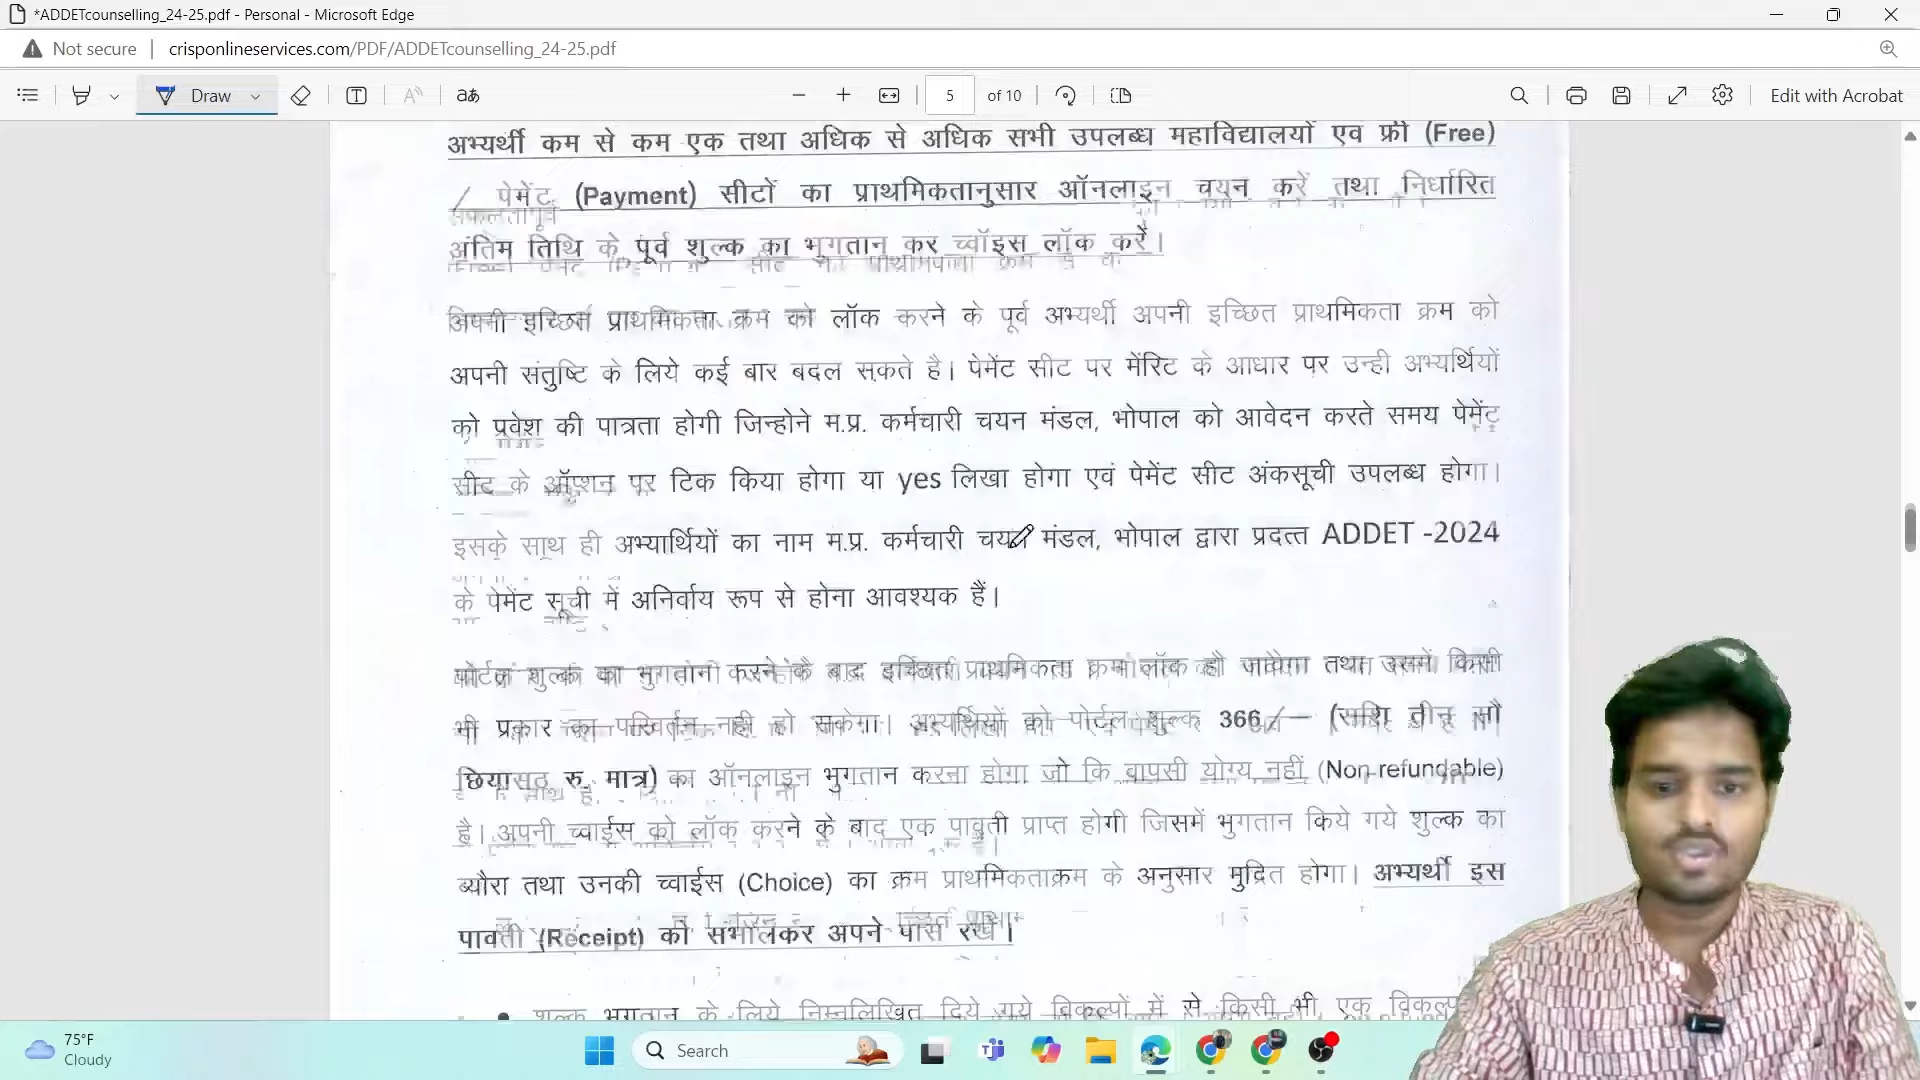 *ADDETcounselling_24-25.pdf - Personal - Microsoft Edge
Not secure | crisponlineservices.com/PDF/ADDETcounselling_24-25.pdf
Draw aあ 5 of 10 Edit with Acrobat
अभ्यर्थी कम से कम एक तथा अधिक से अधिक सभी उपलब्ध महाविद्यालयों एव फ्री (Free)
/ पेमेंट (Payment) सीटों का प्राथमिकतानुसार ऑनलाइन चयन करें तथा निर्धारित
अंतिम तिथि के पूर्व शुल्क का भुगतान कर च्वॉइस लॉक करें।
अपनी इच्छित प्राथमिकता क्रम को लॉक करने के पूर्व अभ्यर्थी अपनी इच्छित प्राथमिकता क्रम को
अपनी संतुष्टि के लिये कई बार बदल सकते है। पेमेंट सीट पर मेंरिट के आधार पर उन्ही अभ्यर्थियों
को प्रवेश की पात्रता होगी जिन्होने म.प्र. कर्मचारी चयन मंडल, भोपाल को आवेदन करते समय पेमेंट
सीट के ऑप्शन पर टिक किया होगा या yes लिखा होगा एवं पेमेंट सीट अंकसूची उपलब्ध होगा।
इसके साथ ही अभ्यार्थियों का नाम म.प्र. कर्मचारी चयन मंडल, भोपाल द्वारा प्रदत्त ADDET -2024
के पेमेंट सूची में अनिर्वाय रूप से होना आवश्यक हैं।
शुल्क का करने के बाद इच्छित प्राथमिकता लॉक हो जावेगा तथा उसमें किसी
भी प्रकार का परिवर्तन नही हो सकेगा। अभ्यर्थियों को पोर्टल शुल्क 366/– (राशि तीन सौ
छियासठ रु. मात्र) का ऑनलाइन भुगतान करना होगा जो कि वापसी योग्य नहीं (Non-refundable)
है। अपनी च्वाईस को लॉक करने के बाद एक पावती प्राप्त होगी जिसमें भुगतान किये गये शुल्क का
ब्यौरा तथा उनकी च्वाईस (Choice) का क्रम प्राथमिकताक्रम के अनुसार मुद्रित होगा। अभ्यर्थी इस
पावती (Receipt) को संभालकर अपने पास रखें।
• शुल्क भुगतान के लिये निम्नलिखित दिये गये विकल्पों में से किसी भी एक
75°F
Cloudy
Search